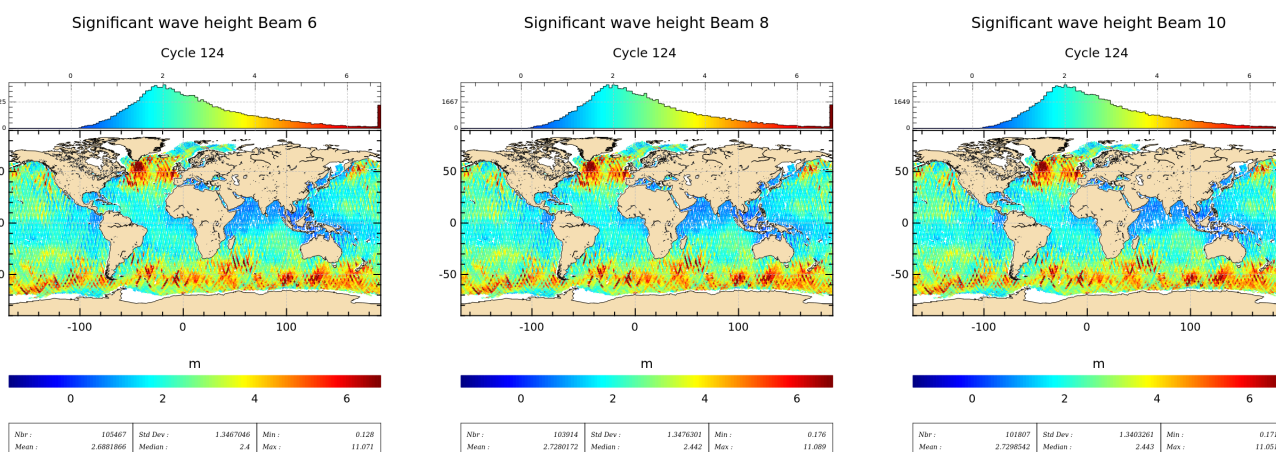 Significant wave height Beam 6
Cycle 124
0 2 4 6
25
0
50
0
-100 0 100
m
0 2 4 6
Nbr : 105467 Std Dev : 1.3467046 Min : 0.128
Mean : 2.6881866 Median : 2.4 Max : 11.071
Significant wave height Beam 8
Cycle 124
0 2 4 6
1667
0
50
0
-50
-100 0 100
m
0 2 4 6
Nbr : 103914 Std Dev : 1.3476301 Min : 0.176
Mean : 2.7280172 Median : 2.442 Max : 11.089
Significant wave height Beam 10
Cycle 124
0 2 4 6
1649
0
50
0
-50
-100 0 100
m
0 2 4 6
Nbr : 101807 Std Dev : 1.3403261 Min :
Mean : 2.7298542 Median : 2.443 Max :